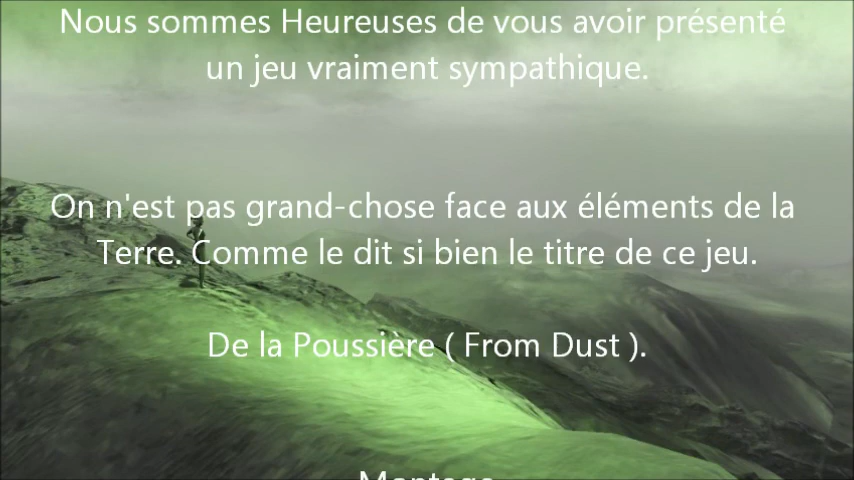 Nous sommes Heureuses de vous avoir présenté
un jeu vraiment sympathique.
On n'est pas grand-chose face aux éléments de la
Terre. Comme le dit si bien le titre de ce jeu.
De la Poussière ( From Dust ).
Montage